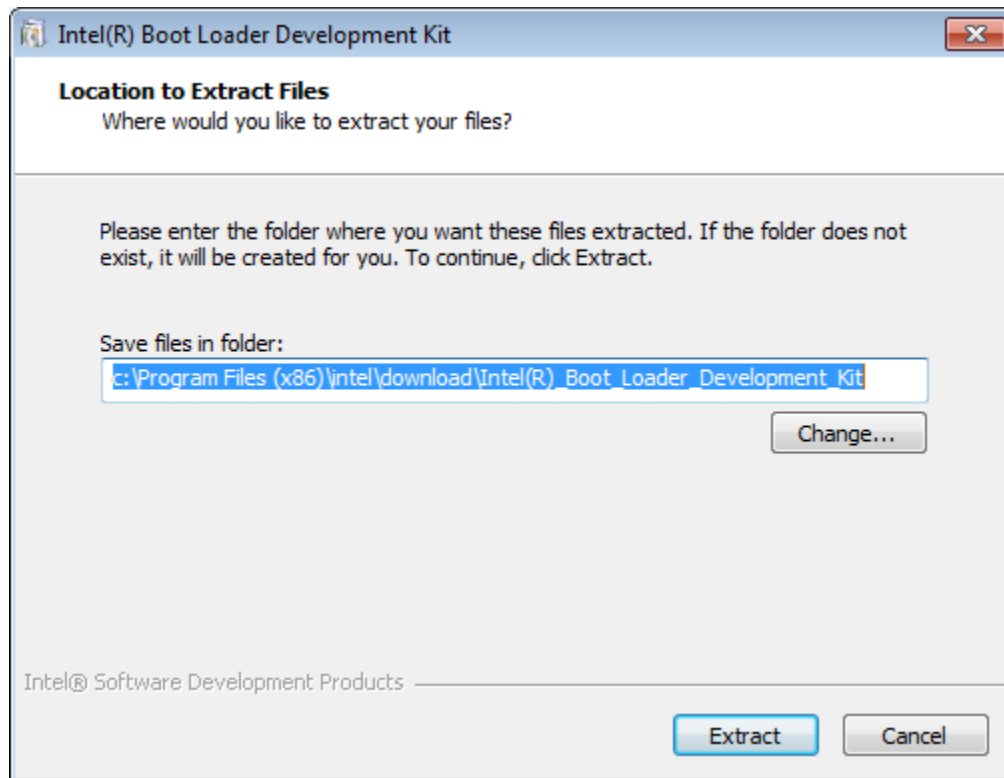 Intel(R) Boot Loader Development Kit
Location to Extract Files
Where would you like to extract your files?
Please enter the folder where you want these files extracted. If the folder does not
exist, it will be created for you. To continue, click Extract.
Save files in folder:
c:\Program Files (x86)\intel\download\Intel(R)_Boot_Loader_Development_Kit
Change...
Intel® Software Development Products
Extract Cancel